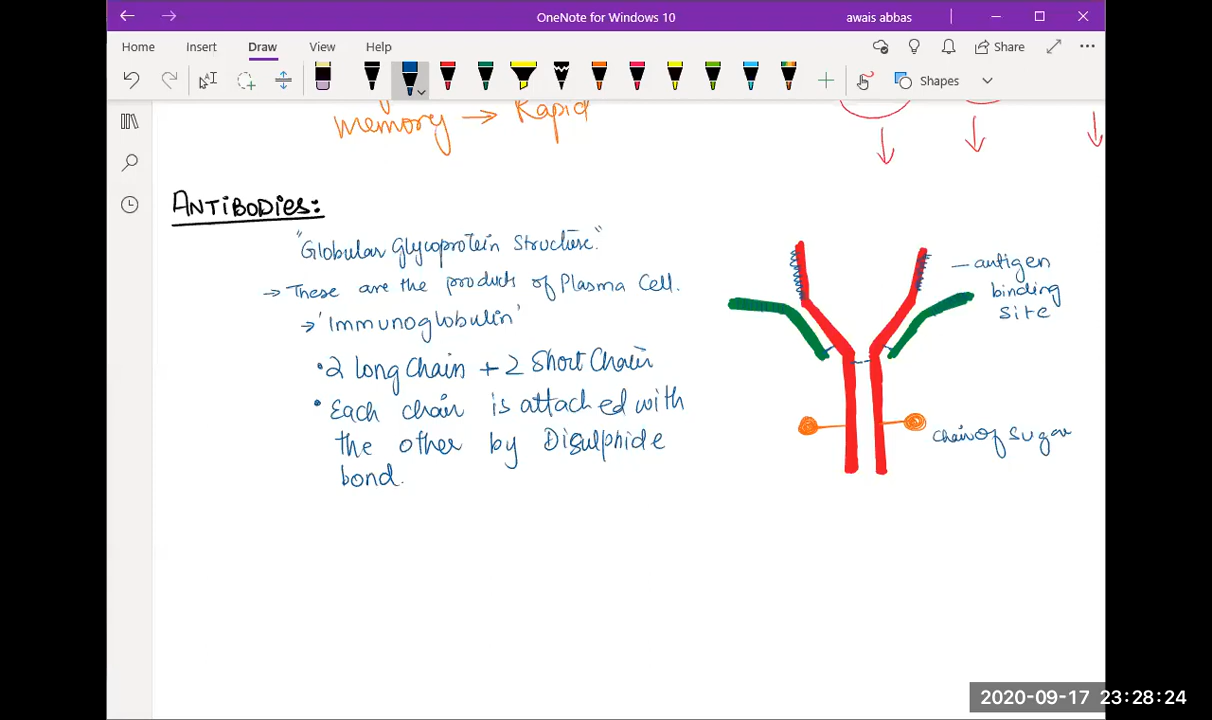 OneNote for Windows 10
awais abbas
Home Insert Draw View Help
Share
Shapes
memory → Rapid
ANTIBODIES:
"Globular Glycoprotein Structure."
→ These are the products of Plasma Cell.
→ 'Immunoglobulin'
• 2 long Chain + 2 Short Chain
• Each chain is attached with
the other by Disulphide
bond.
– antigen
binding
site
chain of sugar
2020-09-17 23:28:24